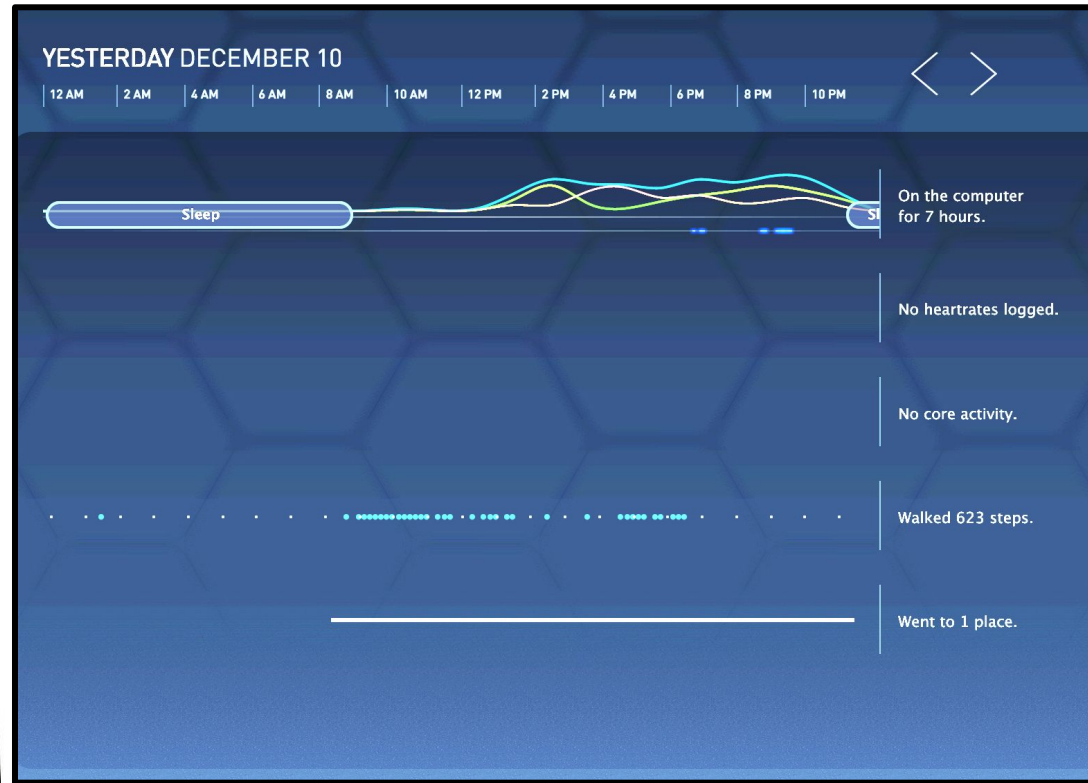 YESTERDAY DECEMBER 10
12 AM 2 AM 4 AM 6 AM 8 AM 10 AM 12 PM 2 PM 4 PM 6 PM 8 PM 10 PM
On the computer
for 7 hours.
Sleep
Sl
No heartrates logged.
No core activity.
Walked 623 steps.
Went to 1 place.